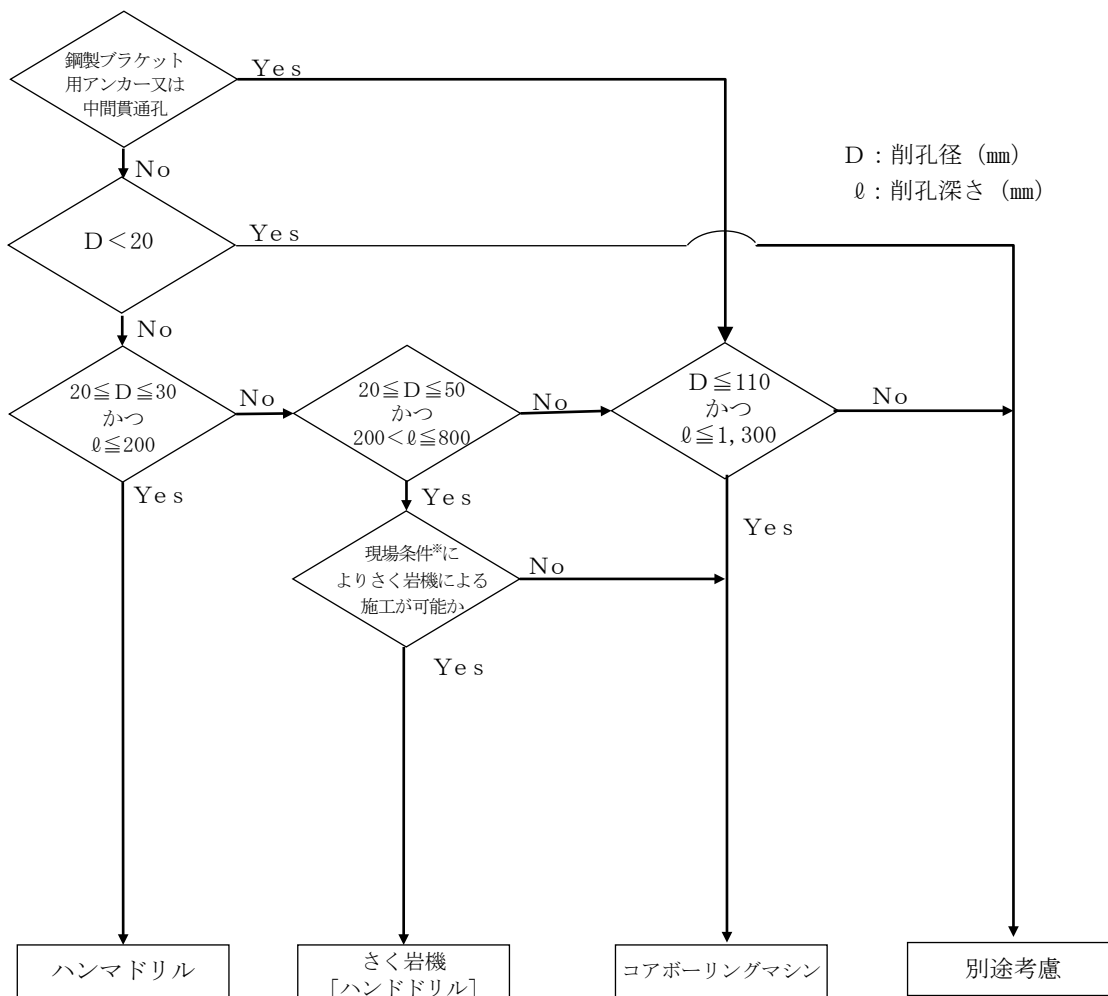 鋼製ブラケット
用アンカー又は
中間貫通孔
Yes
No
D：削孔径（㎜）
ℓ：削孔深さ（㎜）
D＜20
Yes
No
20≦D≦30
かつ
ℓ≦200
No
Yes
20≦D≦50
かつ
200＜ℓ≦800
No
Yes
D≦110
かつ
ℓ≦1,300
No
Yes
現場条件※に
よりさく岩機による
施工が可能か
No
Yes
ハンマドリル
さく岩機
［ハンドドリル］
コアボーリングマシン
別途考慮